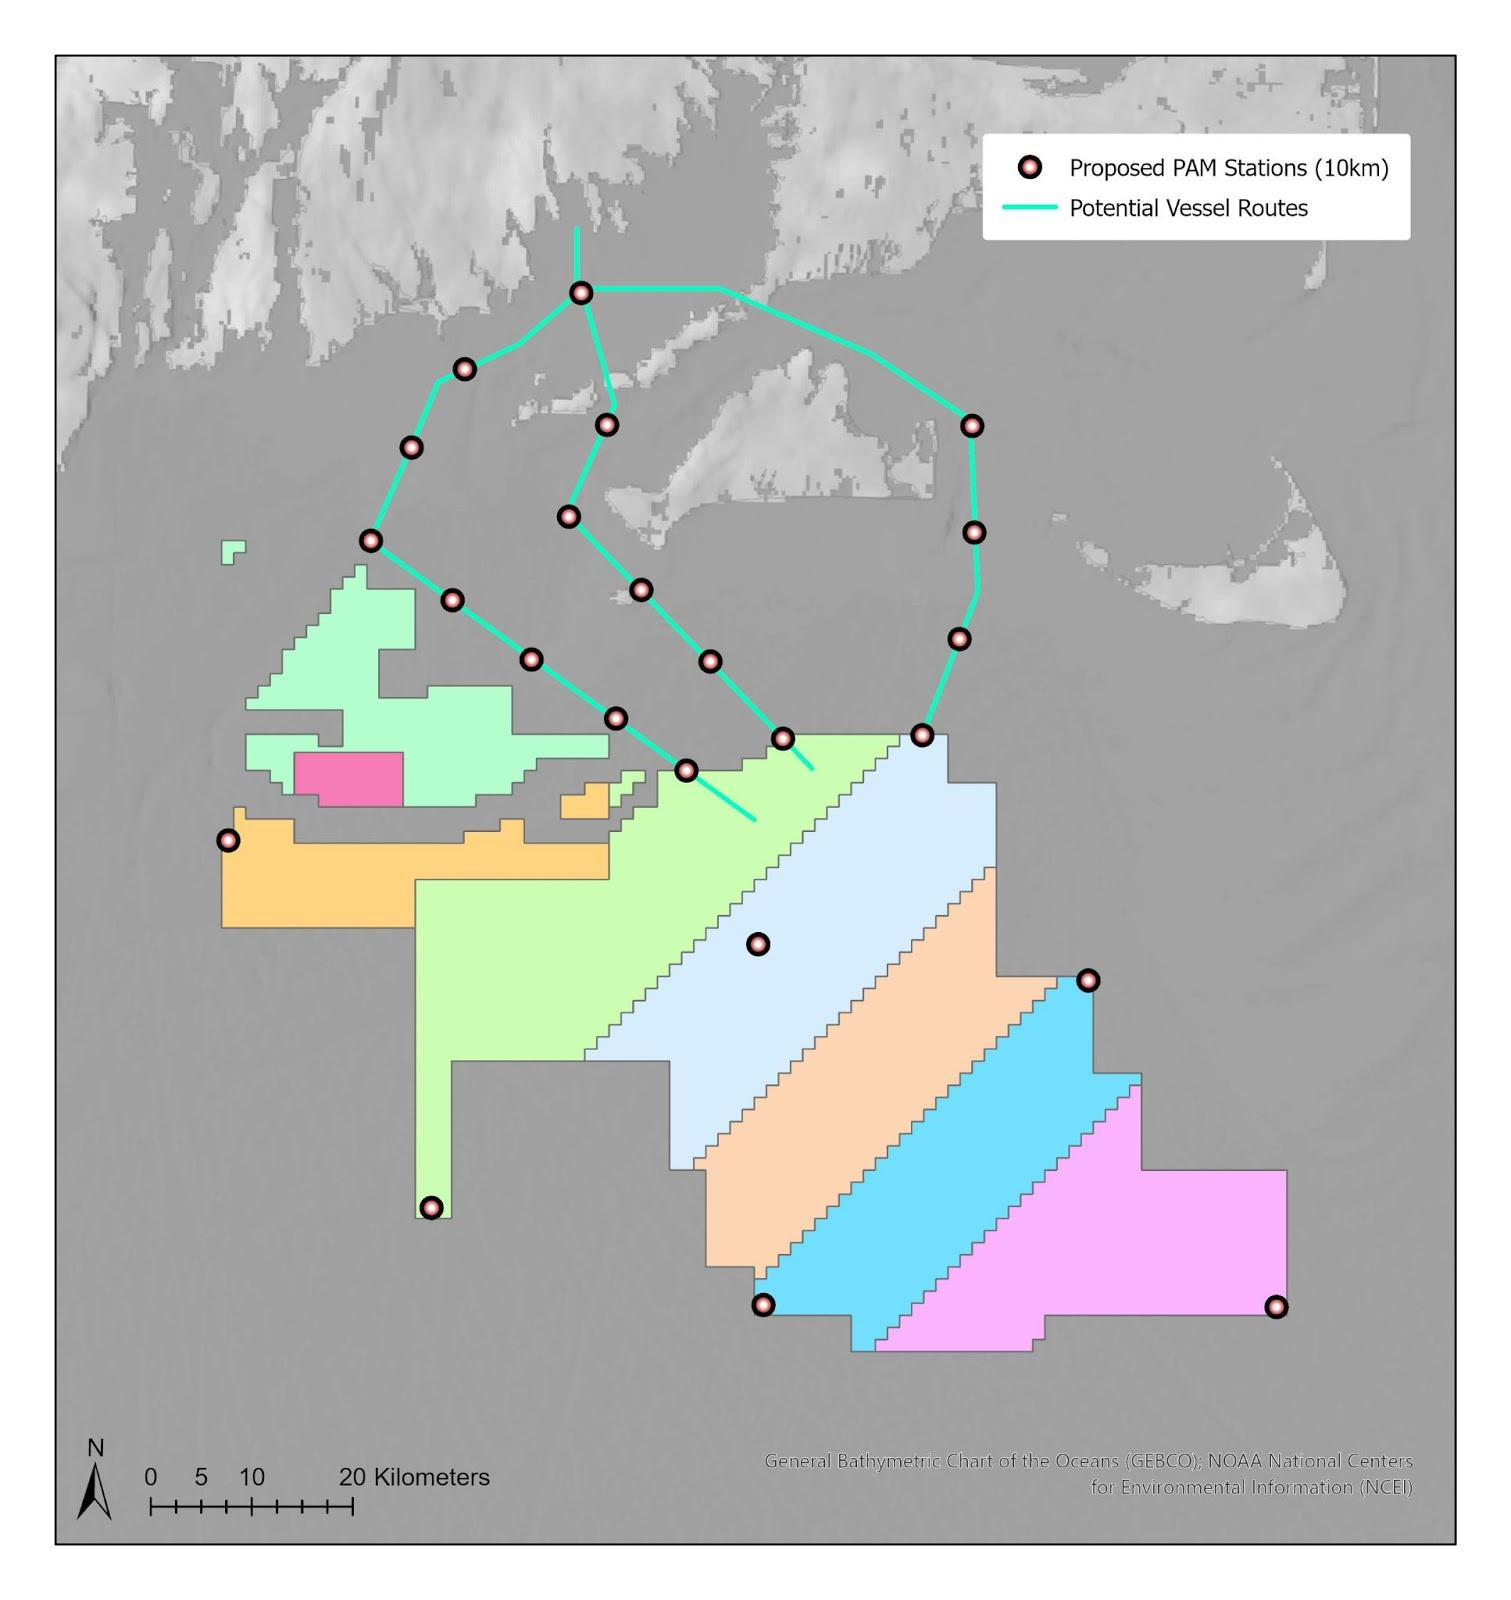 Proposed PAM Stations (10km)
Potential Vessel Routes
N
0 5 10 20 Kilometers
General Bathymetric Chart of the Oceans (GEBCO); NOAA National Centers
for Environmental Information (NCEI)